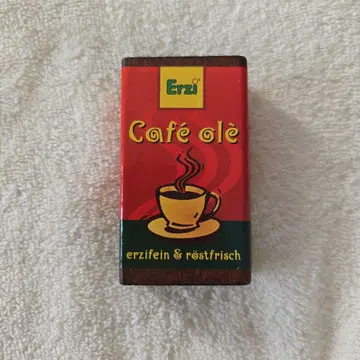 Erzi
Café olè
erzifein & röstfrisch